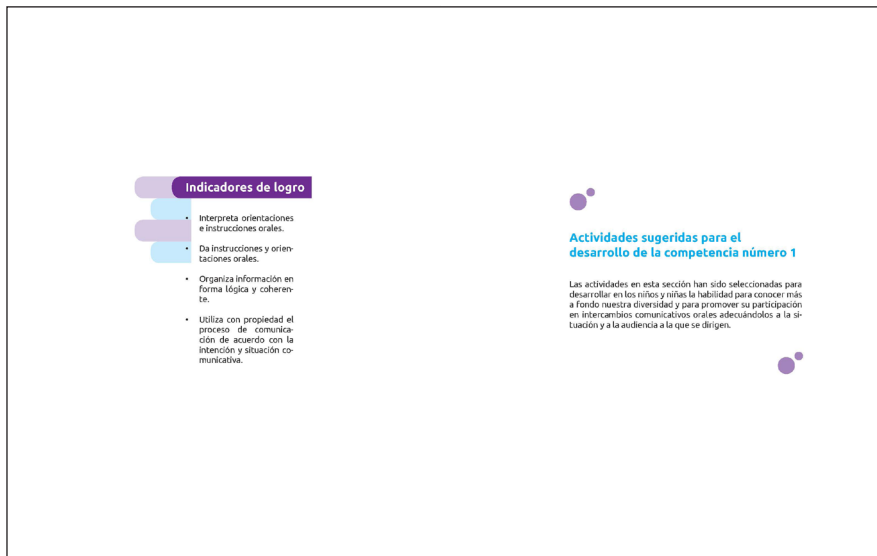 Indicadores de logro
• Interpreta orientaciones
e instrucciones orales.
• Da instrucciones y orien-
taciones orales.
• Organiza información en
forma lógica y coheren-
te.
• Utiliza con propiedad el
proceso de comunica-
ción de acuerdo con la
intención y situación co-
municativa.
Actividades sugeridas para el
desarrollo de la competencia número 1
Las actividades en esta sección han sido seleccionadas para
desarrollar en los niños y niñas la habilidad para conocer más
a fondo nuestra diversidad y para promover su participación
en intercambios comunicativos orales adecuándolos a la si-
tuación y a la audiencia a la que se dirigen.